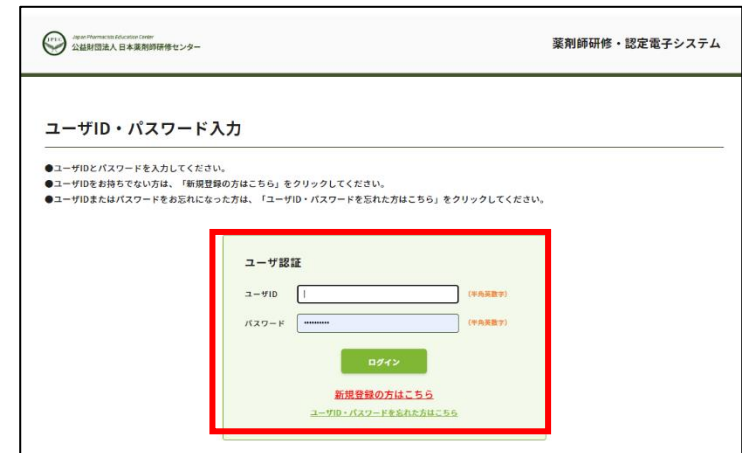 Japan Pharmacists Education Center
公益財団法人 日本薬剤師研修センター
薬剤師研修・認定電子システム
ユーザID・パスワード入力
●ユーザIDとパスワードを入力してください。
●ユーザIDをお持ちでない方は、「新規登録の方はこちら」をクリックしてください。
●ユーザIDまたはパスワードをお忘れになった方は、「ユーザID・パスワードを忘れた方はこちら」をクリックしてください。
ユーザ認証
ユーザID (半角英数字)
パスワード •••••••••• (半角英数字)
ログイン
新規登録の方はこちら
ユーザID・パスワードを忘れた方はこちら